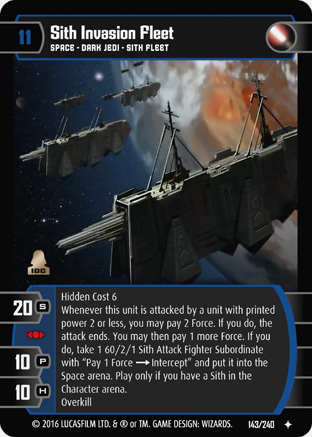 11
Sith Invasion Fleet
SPACE • DARK JEDI • SITH FLEET
IDC
20 S
10 P
10 H
Hidden Cost 6
Whenever this unit is attacked by a unit with printed
power 2 or less, you may pay 2 Force. If you do, the
attack ends. You may then pay 1 more Force. If you
do, take 1 60/2/1 Sith Attack Fighter Subordinate
with "Pay 1 Force → Intercept" and put it into the
Space arena. Play only if you have a Sith in the
Character arena.
Overkill
© 2016 LUCASFILM LTD. & ® or TM. GAME DESIGN: WIZARDS. 143/240